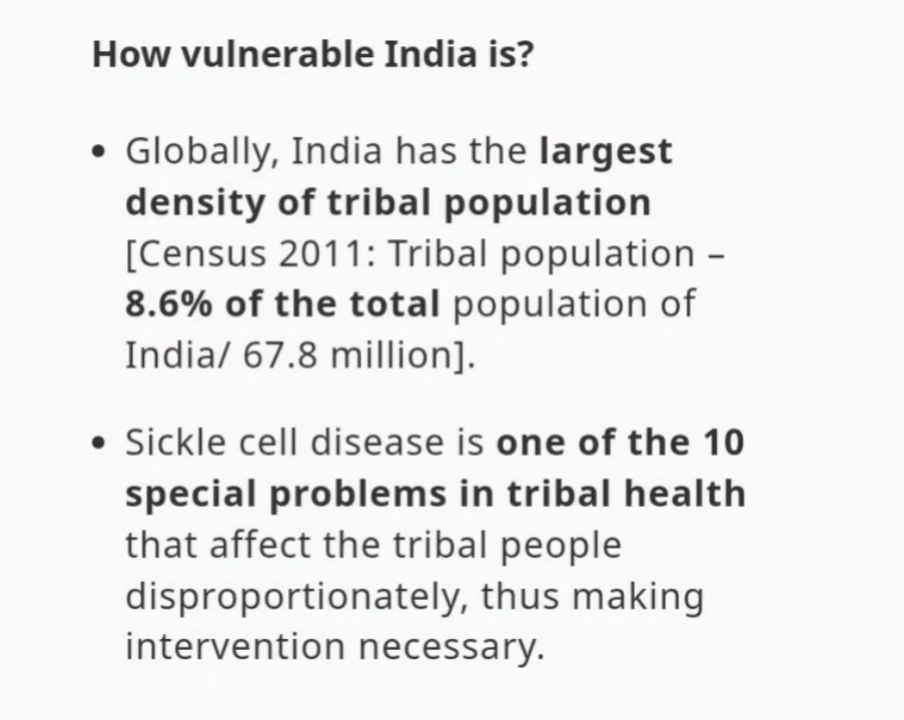 How vulnerable India is?
• Globally, India has the largest
density of tribal population
[Census 2011: Tribal population –
8.6% of the total population of
India/ 67.8 million].
• Sickle cell disease is one of the 10
special problems in tribal health
that affect the tribal people
disproportionately, thus making
intervention necessary.